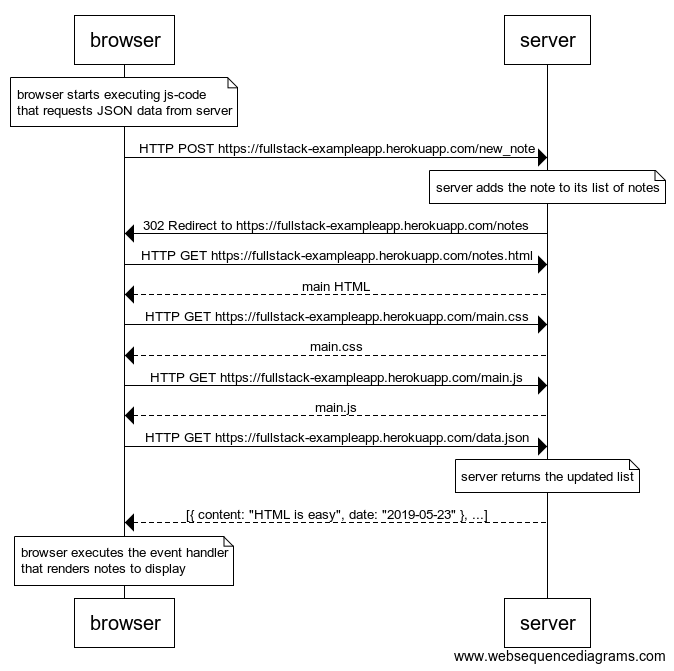 browser
server
browser starts executing js-code
that requests JSON data from server
HTTP POST https://fullstack-exampleapp.herokuapp.com/new_note
server adds the note to its list of notes
302 Redirect to https://fullstack-exampleapp.herokuapp.com/notes
HTTP GET https://fullstack-exampleapp.herokuapp.com/notes.html
main HTML
HTTP GET https://fullstack-exampleapp.herokuapp.com/main.css
main.css
HTTP GET https://fullstack-exampleapp.herokuapp.com/main.js
main.js
HTTP GET https://fullstack-exampleapp.herokuapp.com/data.json
server returns the updated list
[{ content: "HTML is easy", date: "2019-05-23" }, ...]
browser executes the event handler
that renders notes to display
browser
server
www.websequencediagrams.com